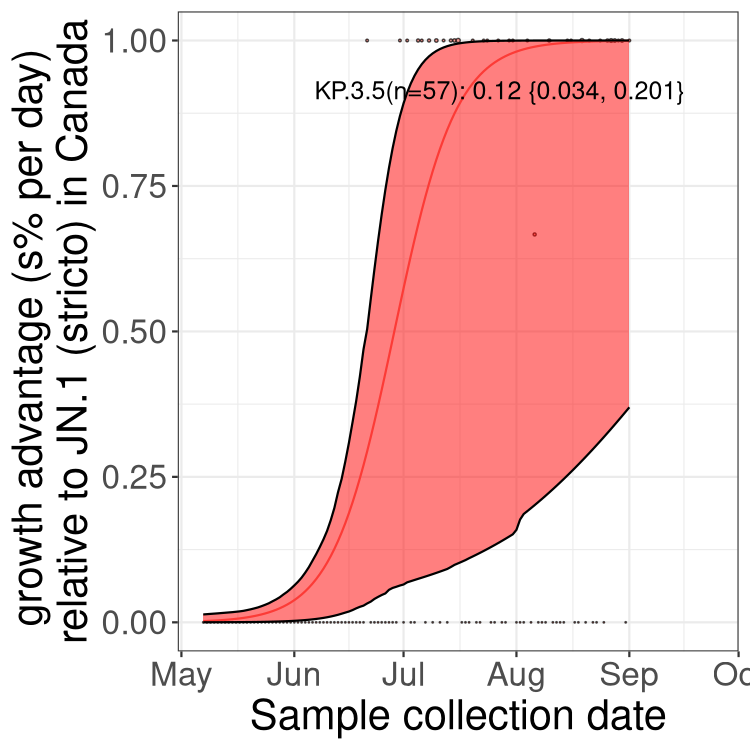 growth advantage (s% per day)
relative to JN.1 (stricto) in Canada
1.00
0.75
0.50
0.25
0.00
KP.3.5(n=57): 0.12 {0.034, 0.201}
May Jun Jul Aug Sep Oc
Sample collection date